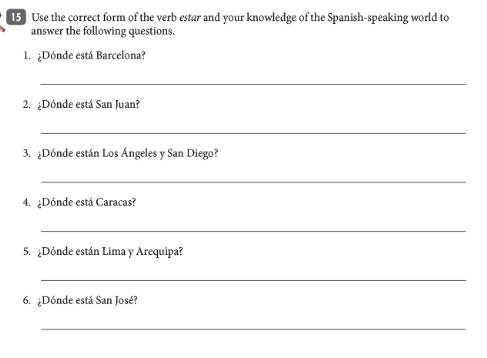 15 Use the correct form of the verb estar and your knowledge of the Spanish-speaking world to
answer the following questions.
1. ¿Dónde está Barcelona?
2. ¿Dónde está San Juan?
3. ¿Dónde están Los Ángeles y San Diego?
4. ¿Dónde está Caracas?
5. ¿Dónde están Lima y Arequipa?
6. ¿Dónde está San José?